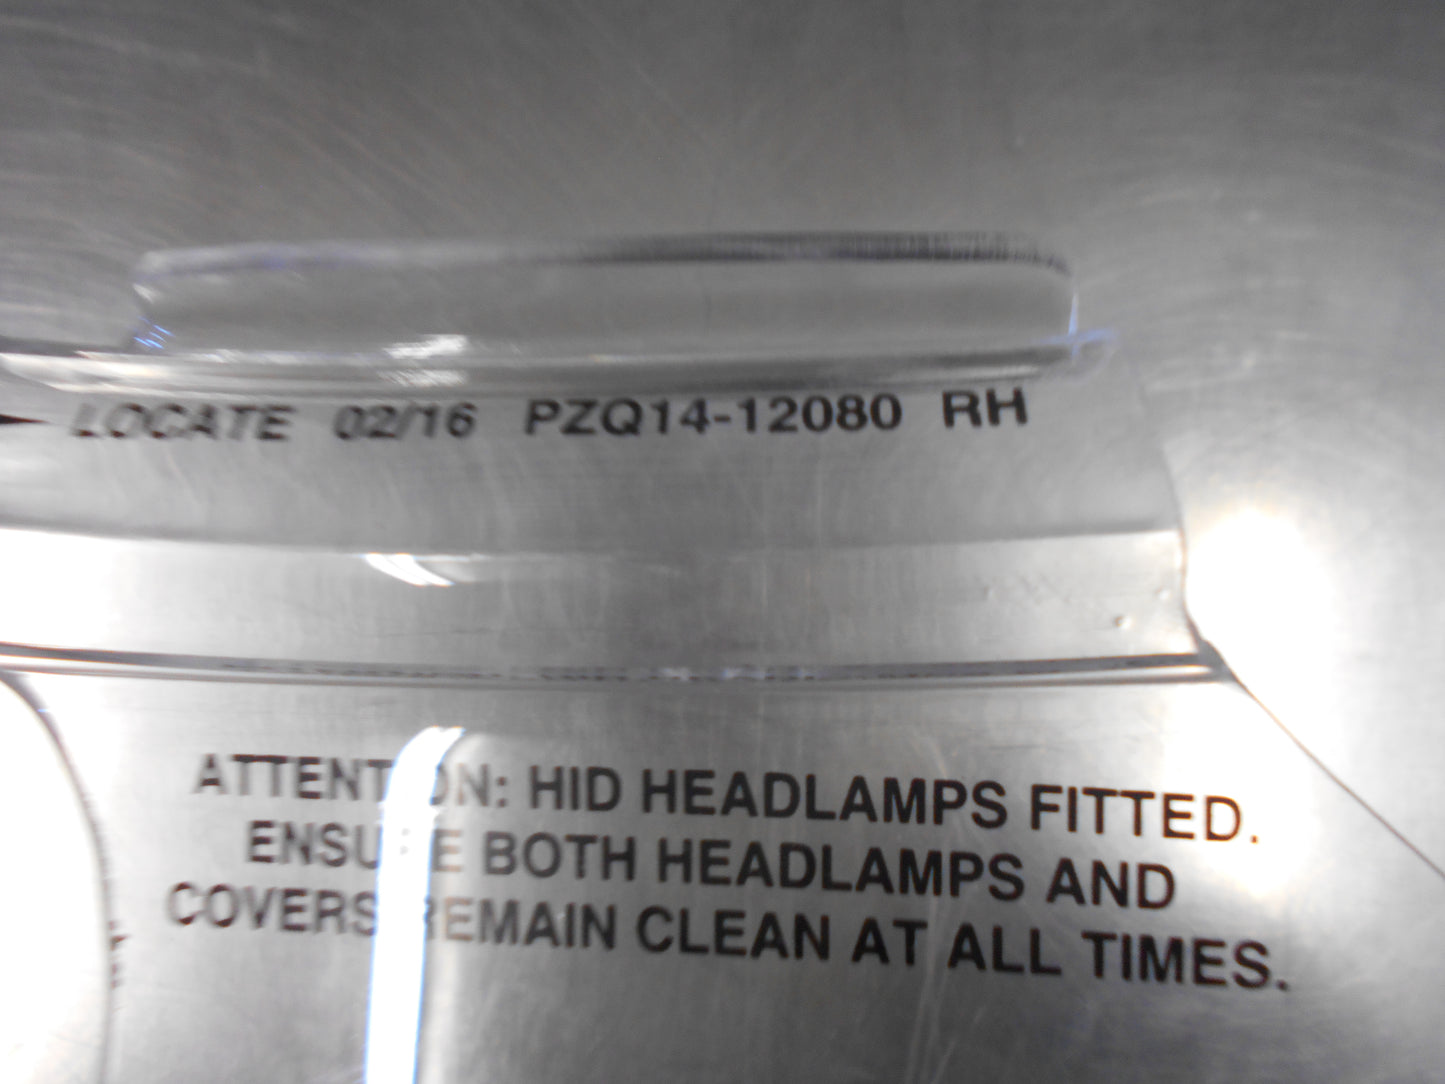 LOCATE 02/16 PZQ14-12080 RH
ATTENTION: HID HEADLAMPS FITTED.
ENSURE BOTH HEADLAMPS AND
COVERS REMAIN CLEAN AT ALL TIMES.